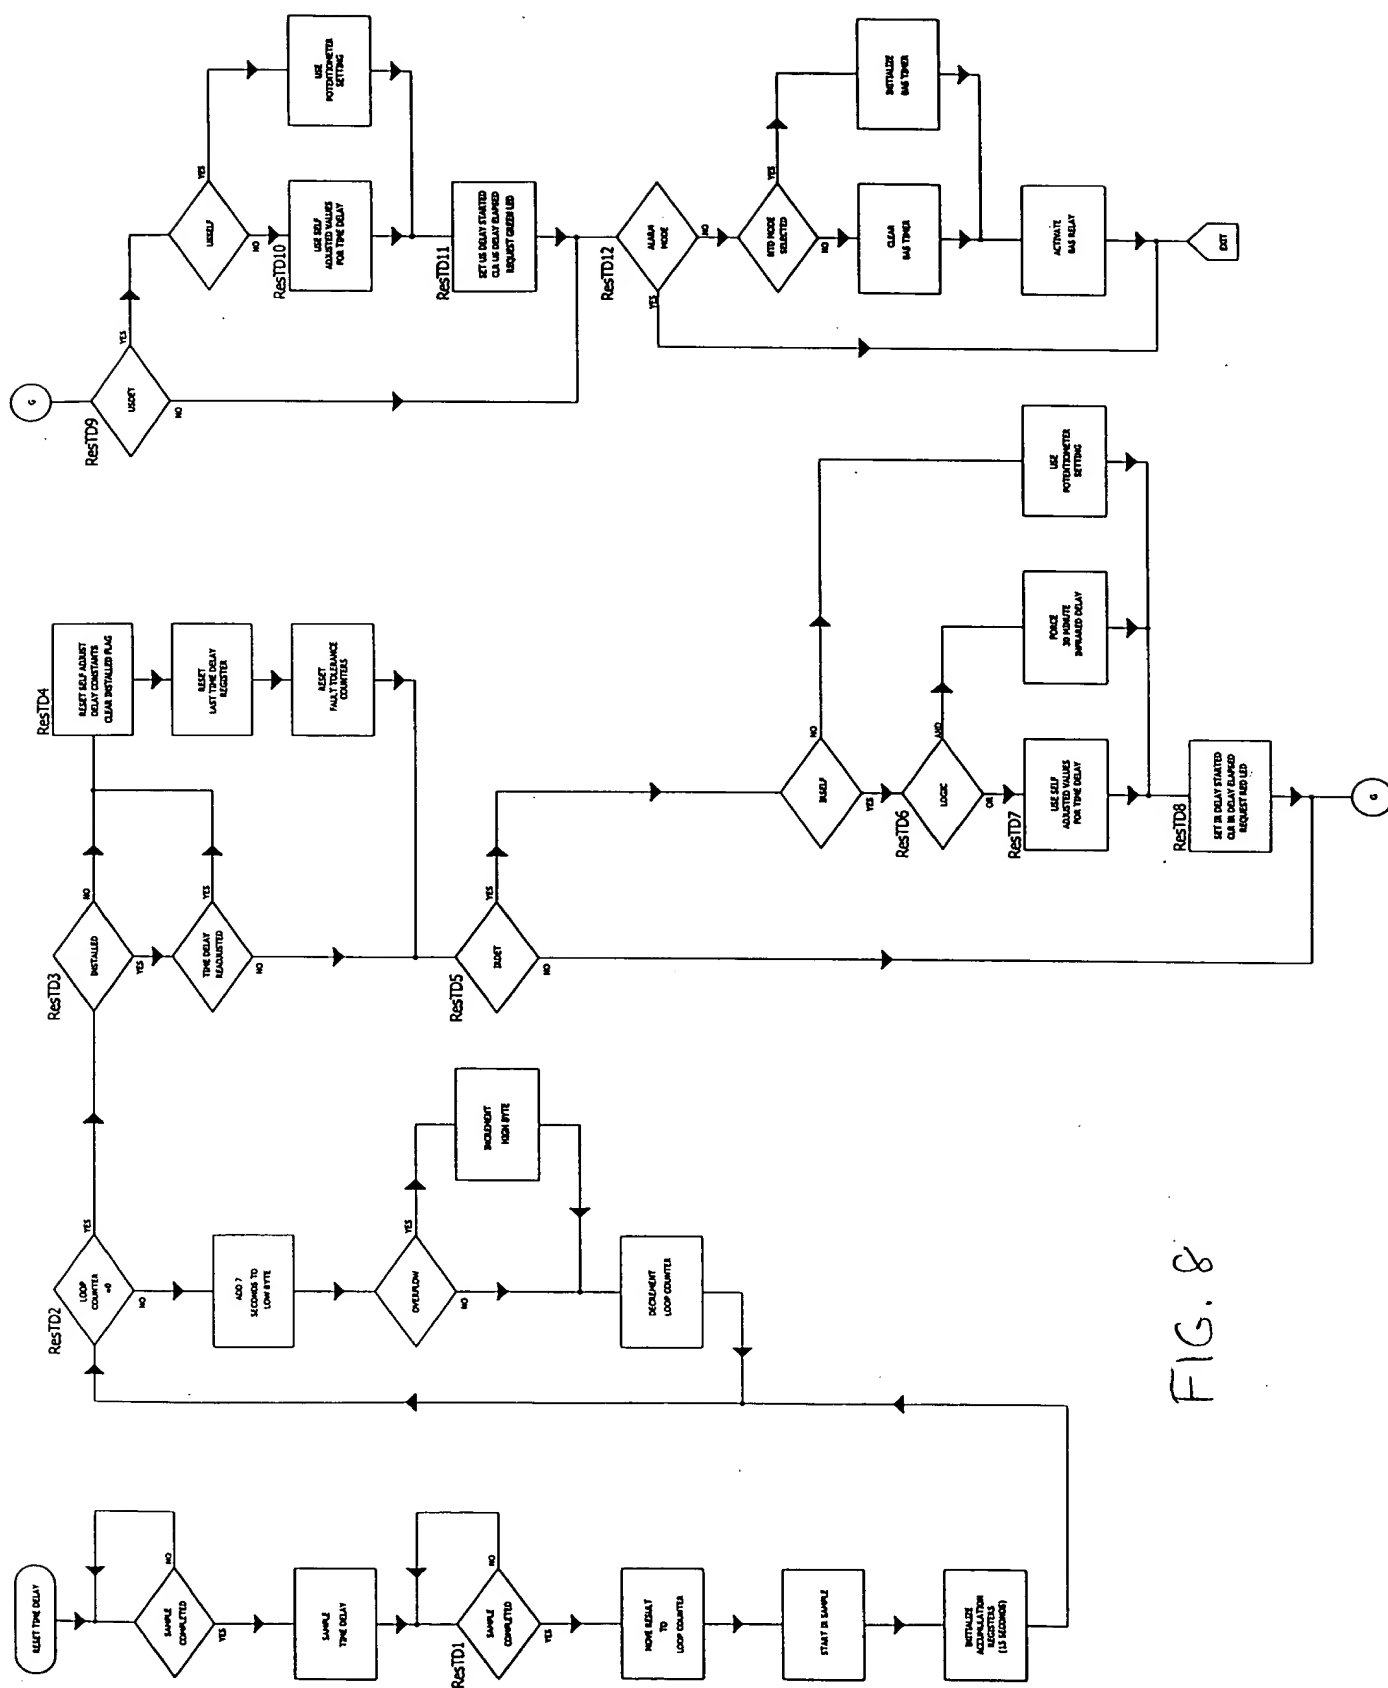 RESET TIME DELAY
SAMPLE
COMPLETED
NO
YES
SAMPLE
TIME DELAY
ResTD1
SAMPLE
COMPLETED
NO
YES
MOVE RESULT
TO
LOOP COUNTER
START IR SAMPLE
INITIALIZE
ACCUMULATION
REGISTERS
(15 SECONDS)
ResTD2
LOOP
COUNTER
=0
YES
NO
ADD 7
SECONDS TO
LOW BYTE
OVERFLOW
YES
NO
INCREMENT
HIGH BYTE
DECREMENT
LOOP COUNTER
ResTD3
INSTALLED
NO
YES
TIME DELAY
READJUSTED
YES
NO
ResTD4
RESET SELF ADJUST
DELAY CONSTANTS
CLEAR INSTALLED FLAG
RESET
LAST TIME DELAY
REGISTER
RESET
FAULT TOLERANCE
COUNTERS
ResTD5
IRDET
YES
NO
IRSELF
NO
YES
ResTD6
LOGIC
AND
OR
ResTD7
USE SELF
ADJUSTED VALUES
FOR TIME DELAY
FORCE
30 MINUTE
INFRARED DELAY
USE
POTENTIOMETER
SETTING
ResTD8
SET IR DELAY STARTED
CLR IR DELAY ELAPSED
REQUEST RED LED
G
G
ResTD9
USDET
YES
NO
USSELF
YES
NO
ResTD10
USE SELF
ADJUSTED VALUES
FOR TIME DELAY
USE
POTENTIOMETER
SETTING
ResTD11
SET US DELAY STARTED
CLR US DELAY ELAPSED
REQUEST GREEN LED
ResTD12
ALARM
MODE
YES
NO
BTD MODE
SELECTED
YES
NO
CLEAR
BAS TIMER
INITIALIZE
BAS TIMER
ACTIVATE
BAS RELAY
EXIT
FIG. 8